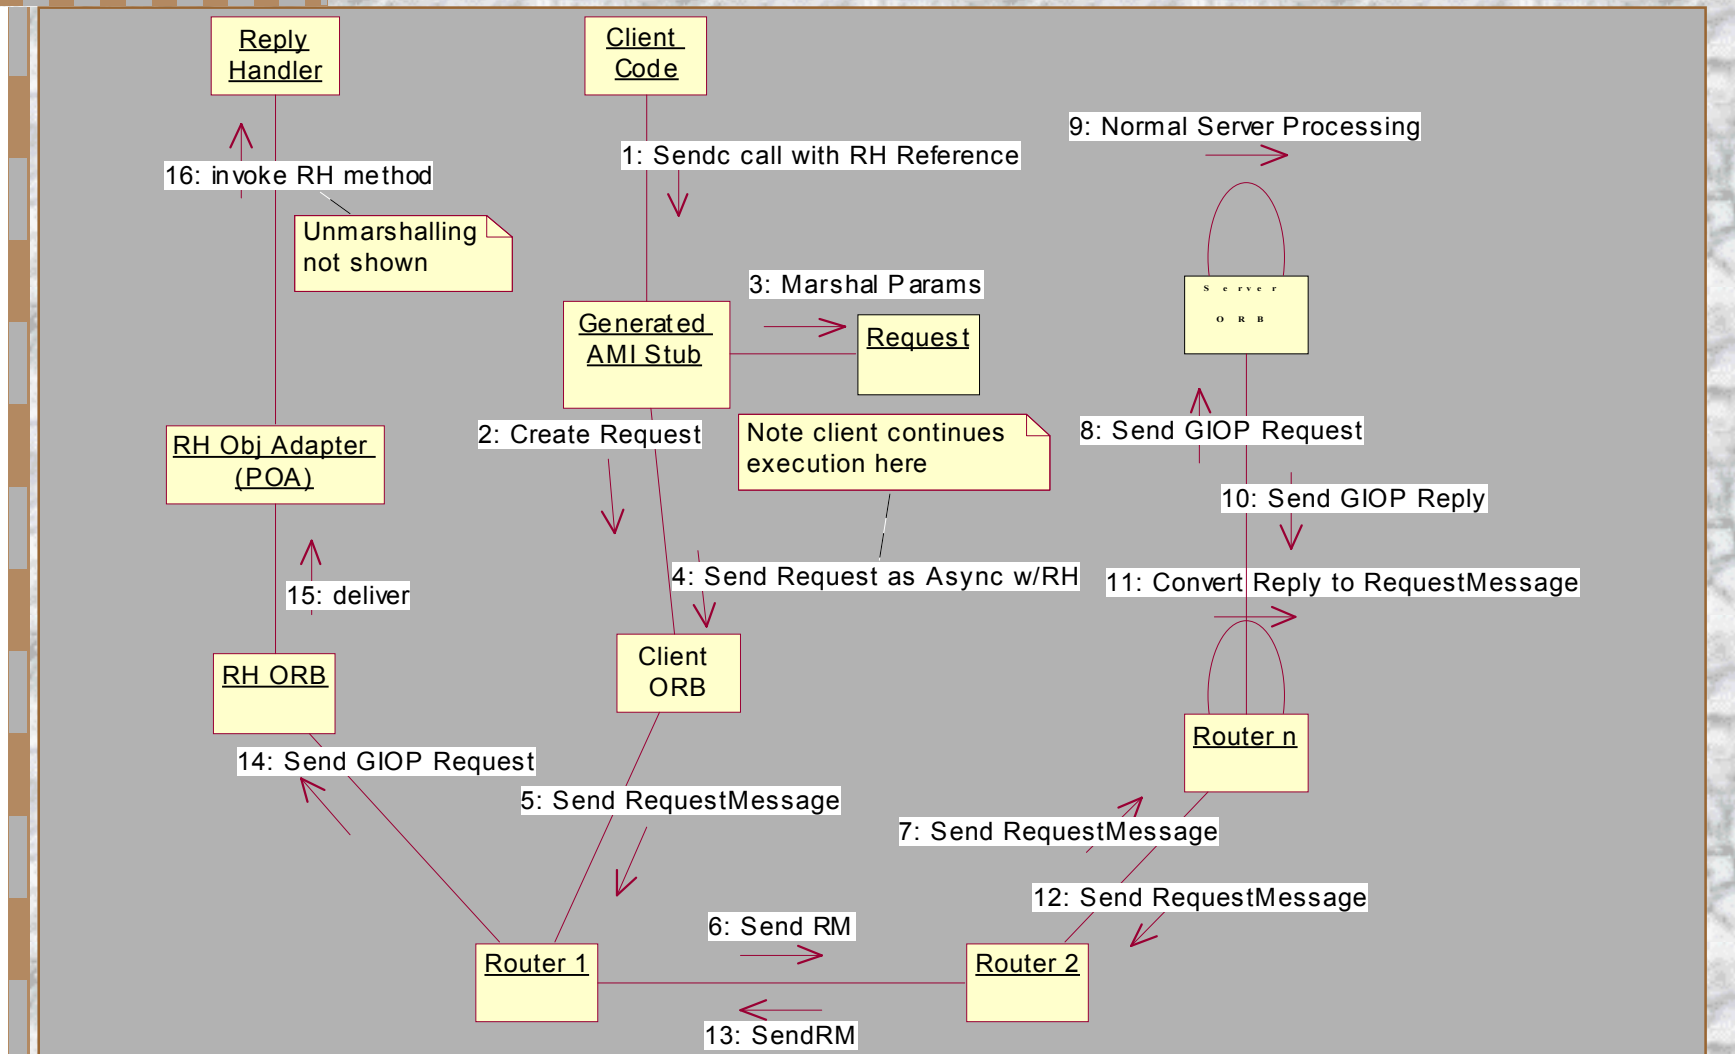 Reply
Handler
Client
Code
9: Normal Server Processing
1: Sendc call with RH Reference
16: invoke RH method
Unmarshalling
not shown
3: Marshal Params
Server
ORB
Generated
AMI Stub
Request
2: Create Request
Note client continues
execution here
8: Send GIOP Request
RH Obj Adapter
(POA)
10: Send GIOP Reply
4: Send Request as Async w/RH
11: Convert Reply to RequestMessage
15: deliver
Client
ORB
RH ORB
Router n
14: Send GIOP Request
5: Send RequestMessage
7: Send RequestMessage
12: Send RequestMessage
6: Send RM
Router 1
Router 2
13: SendRM